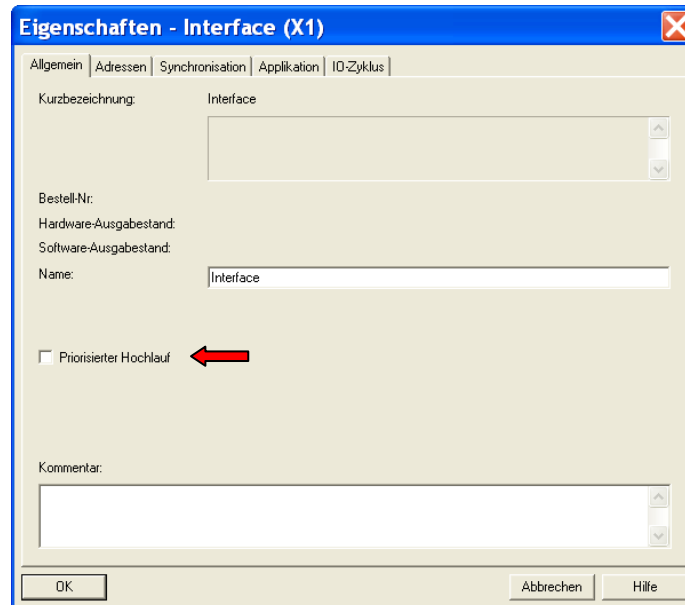 Eigenschaften - Interface (X1)
Allgemein Adressen Synchronisation Applikation IO-Zyklus
Kurzbezeichnung: Interface
Bestell-Nr:
Hardware-Ausgabestand:
Software-Ausgabestand:
Name: Interface
Priorisierter Hochlauf
Kommentar:
OK Abbrechen Hilfe